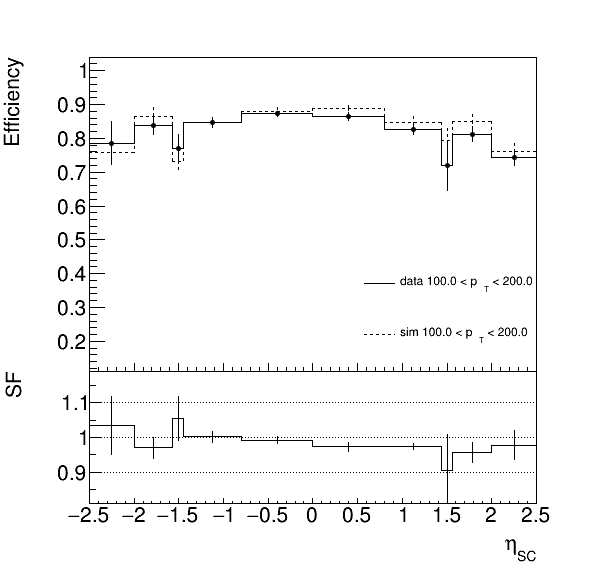 Efficiency
1
0.9
0.8
0.7
0.6
0.5
0.4
0.3
0.2
data 100.0 < p_T < 200.0
sim 100.0 < p_T < 200.0
SF
1.1
1
0.9
−2.5 −2 −1.5 −1 −0.5 0 0.5 1 1.5 2 2.5
η_SC